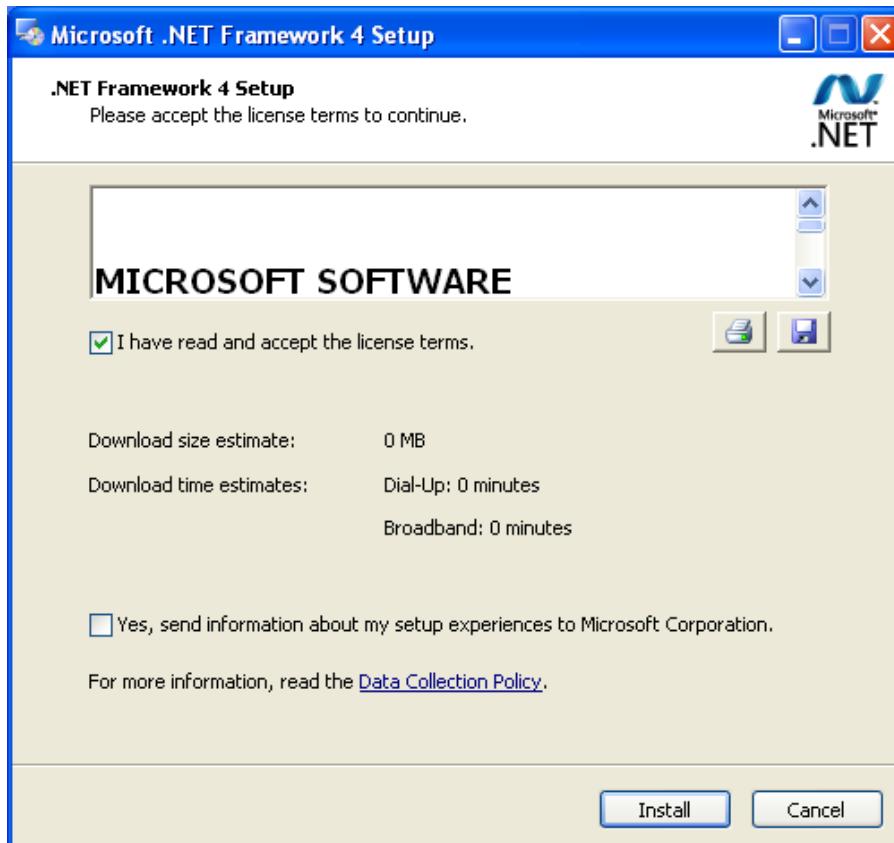 Microsoft .NET Framework 4 Setup
.NET Framework 4 Setup
Please accept the license terms to continue.
Microsoft®
.NET
MICROSOFT SOFTWARE
I have read and accept the license terms.
Download size estimate: 0 MB
Download time estimates: Dial-Up: 0 minutes
Broadband: 0 minutes
Yes, send information about my setup experiences to Microsoft Corporation.
For more information, read the Data Collection Policy.
Install Cancel